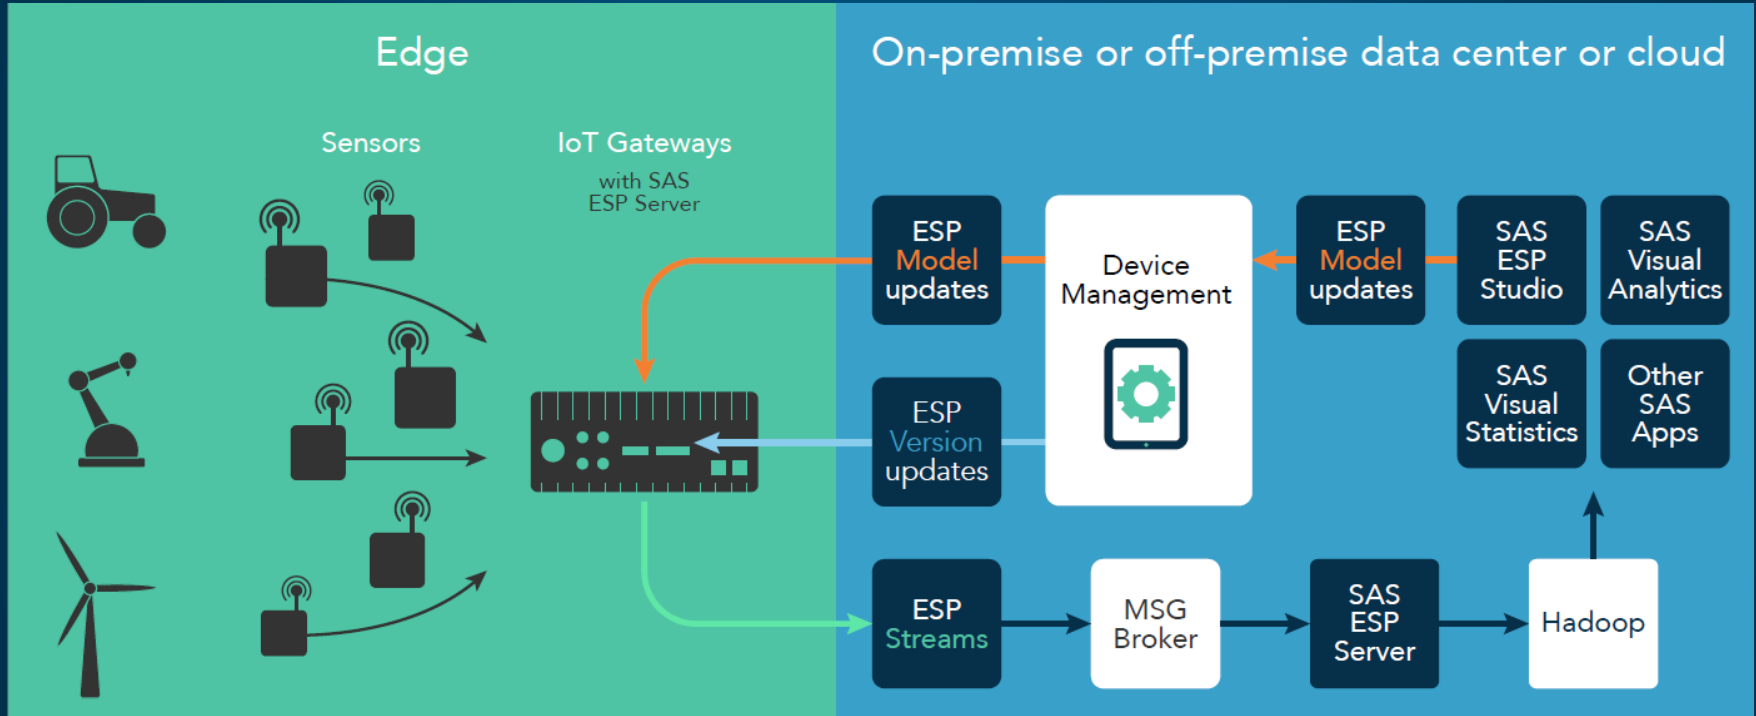 Edge
On-premise or off-premise data center or cloud
Sensors
IoT Gateways
with SAS
ESP Server
ESP
Model
updates
Device
Management
ESP
Model
updates
SAS
ESP
Studio
SAS
Visual
Analytics
ESP
Version
updates
SAS
Visual
Statistics
Other
SAS
Apps
ESP
Streams
MSG
Broker
SAS
ESP
Server
Hadoop